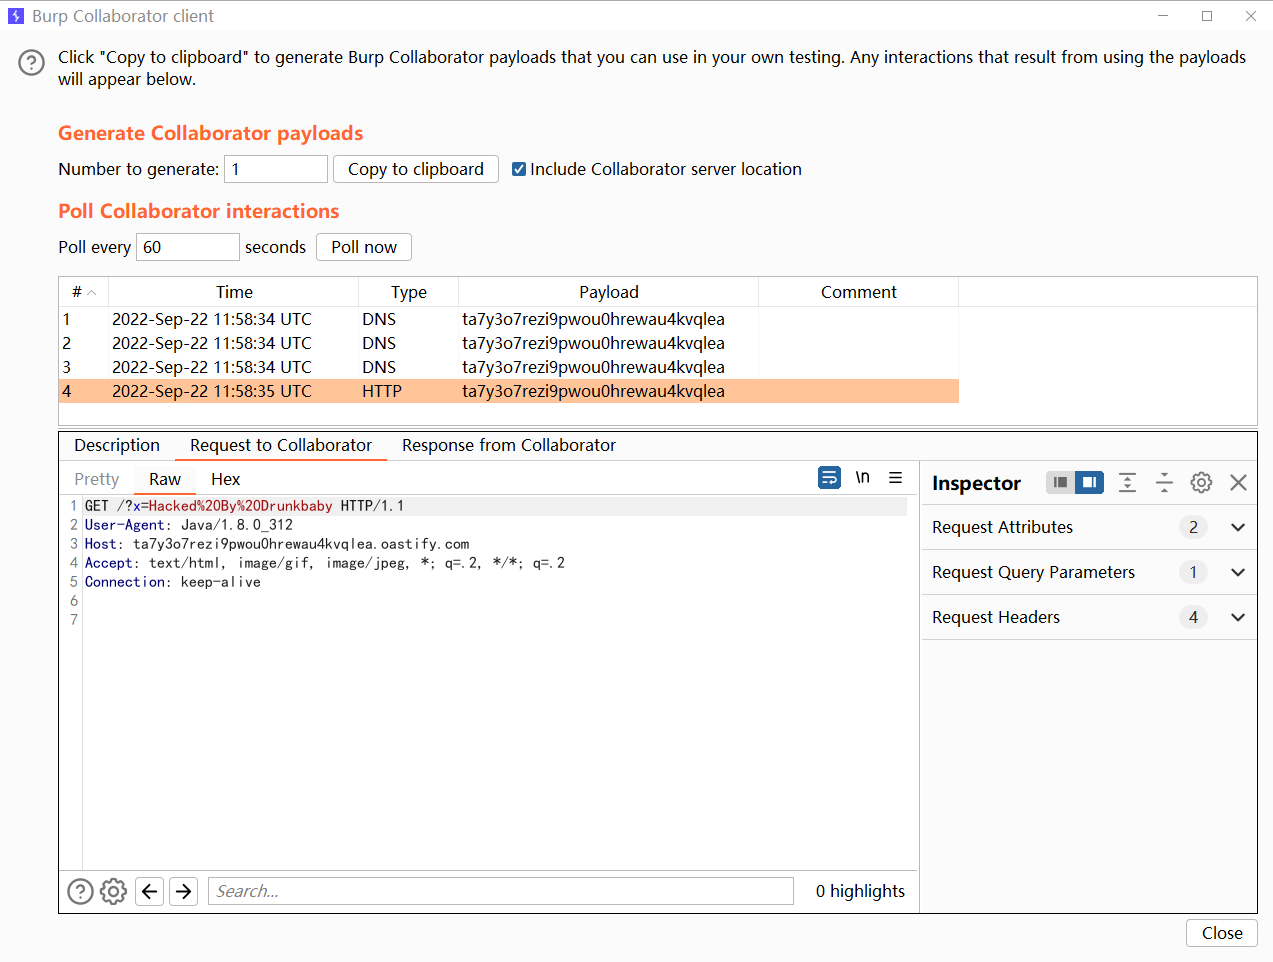 Burp Collaborator client
Click "Copy to clipboard" to generate Burp Collaborator payloads that you can use in your own testing. Any interactions that result from using the payloads
will appear below.
Generate Collaborator payloads
Number to generate: 1 Copy to clipboard Include Collaborator server location
Poll Collaborator interactions
Poll every 60 seconds Poll now
# Time Type Payload Comment
1 2022-Sep-22 11:58:34 UTC DNS ta7y3o7rezi9pwou0hrewau4kvqlea
2 2022-Sep-22 11:58:34 UTC DNS ta7y3o7rezi9pwou0hrewau4kvqlea
3 2022-Sep-22 11:58:34 UTC DNS ta7y3o7rezi9pwou0hrewau4kvqlea
4 2022-Sep-22 11:58:35 UTC HTTP ta7y3o7rezi9pwou0hrewau4kvqlea
Description Request to Collaborator Response from Collaborator
Pretty Raw Hex \n
1 GET /?x=Hacked%20By%20Drunkbaby HTTP/1.1
2 User-Agent: Java/1.8.0_312
3 Host: ta7y3o7rezi9pwou0hrewau4kvqlea.oastify.com
4 Accept: text/html, image/gif, image/jpeg, *; q=.2, */*; q=.2
5 Connection: keep-alive
6
7
Inspector
Request Attributes 2
Request Query Parameters 1
Request Headers 4
Search... 0 highlights
Close